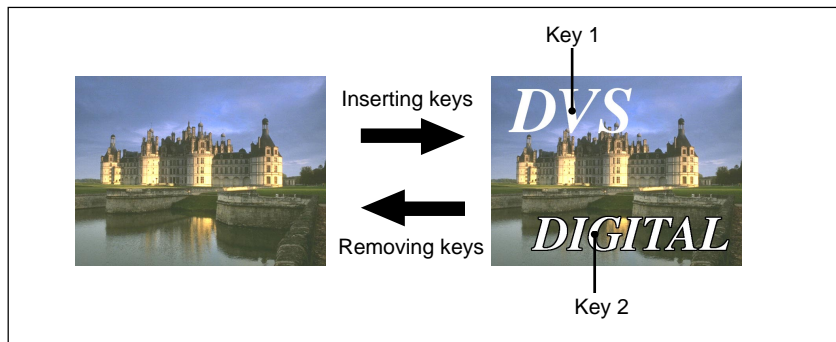 Key 1
Inserting keys
DVS
Removing keys
DIGITAL
Key 2